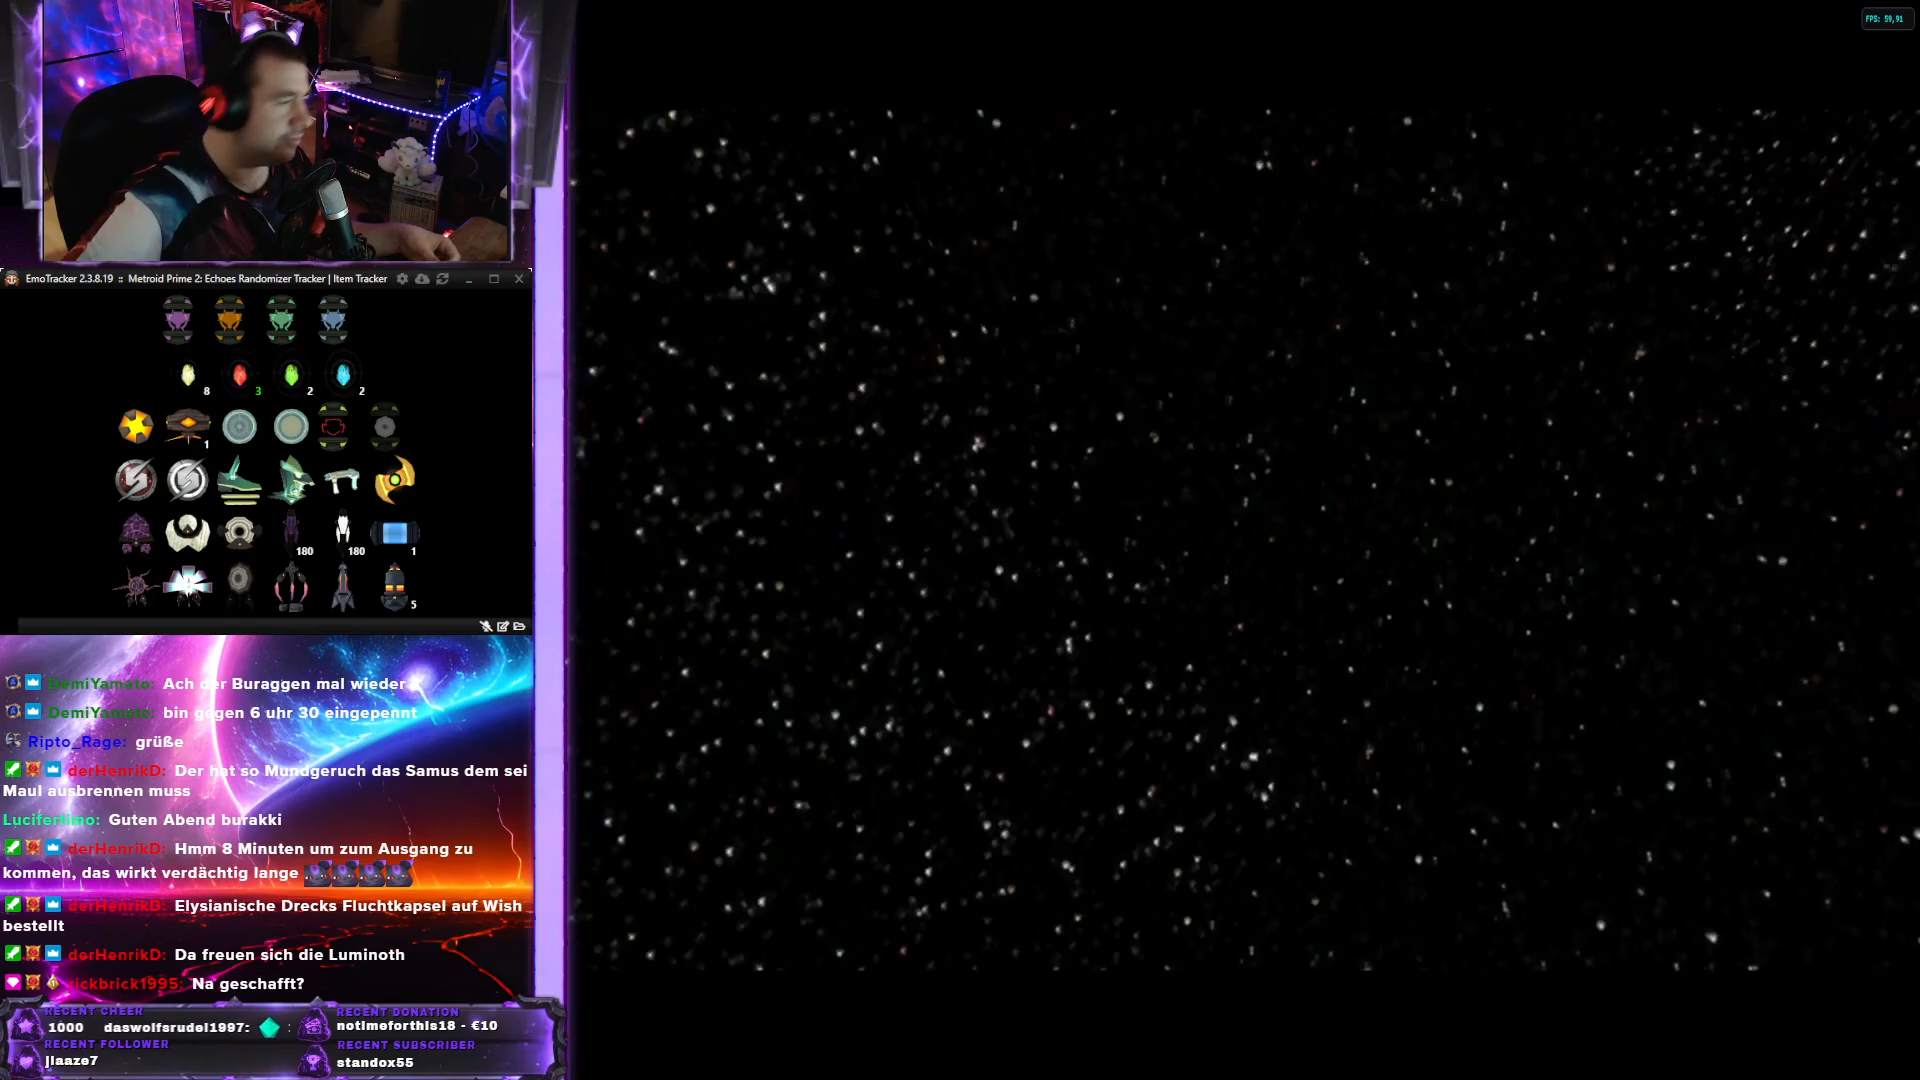 FPS: 59,91
EmoTracker 2.3.8.19 :: Metroid Prime 2: Echoes Randomizer Tracker | Item Tracker
8 3 2 2
1
180 180 1
5
DemiYamato: Ach der Buraggen mal wieder
DemiYamato: bin gegen 6 uhr 30 eingepennt
Ripto_Rage: grüße
derHenrikD: Der hat so Mundgeruch das Samus dem sei
Maul ausbrennen muss
Lucifertimo: Guten Abend burakki
derHenrikD: Hmm 8 Minuten um zum Ausgang zu
kommen, das wirkt verdächtig lange
derHenrikD: Elysianische Drecks Fluchtkapsel auf Wish
bestellt
derHenrikD: Da freuen sich die Luminoth
rickbrick1995: Na geschafft?
RECENT CHEER
1000 daswolfsrudel1997: :
RECENT DONATION
notimeforthis18 - €10
RECENT FOLLOWER
jiaaze7
RECENT SUBSCRIBER
standox55